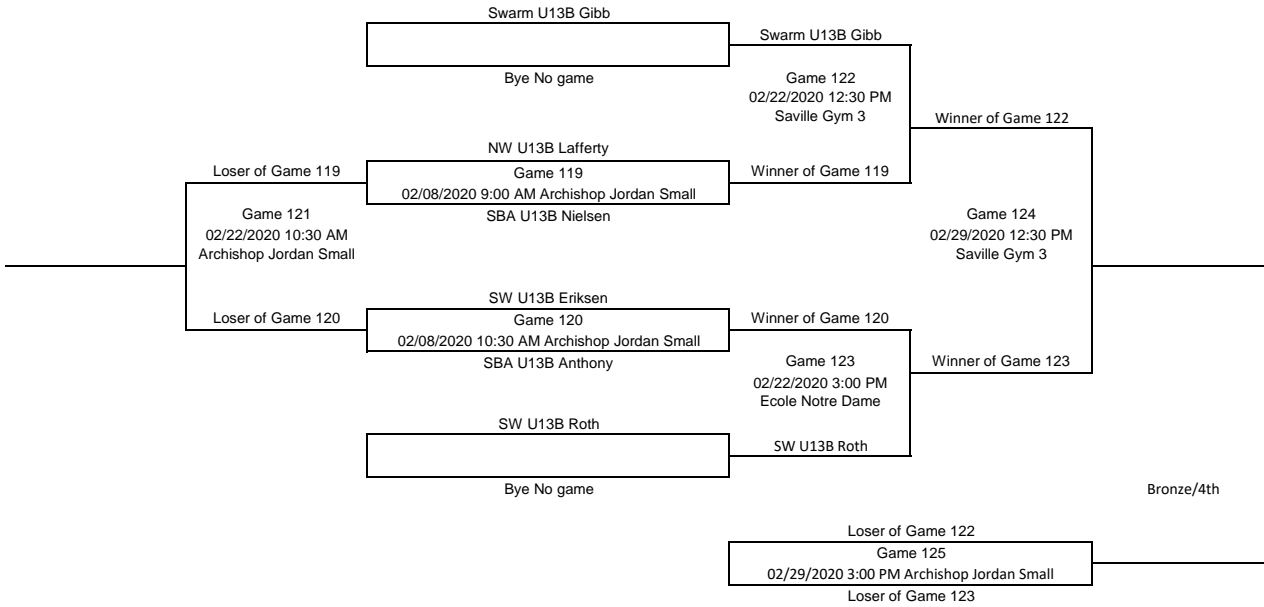 Swarm U13B Gibb
Swarm U13B Gibb
Bye No game
Game 122
02/22/2020 12:30 PM
Saville Gym 3
Winner of Game 122
NW U13B Lafferty
Loser of Game 119
Game 119
Winner of Game 119
02/08/2020 9:00 AM Archishop Jordan Small
SBA U13B Nielsen
Game 121
02/22/2020 10:30 AM
Archishop Jordan Small
Game 124
02/29/2020 12:30 PM
Saville Gym 3
SW U13B Eriksen
Loser of Game 120
Game 120
Winner of Game 120
02/08/2020 10:30 AM Archishop Jordan Small
SBA U13B Anthony
Game 123
02/22/2020 3:00 PM
Ecole Notre Dame
Winner of Game 123
SW U13B Roth
SW U13B Roth
Bye No game
Bronze/4th
Loser of Game 122
Game 125
02/29/2020 3:00 PM Archishop Jordan Small
Loser of Game 123